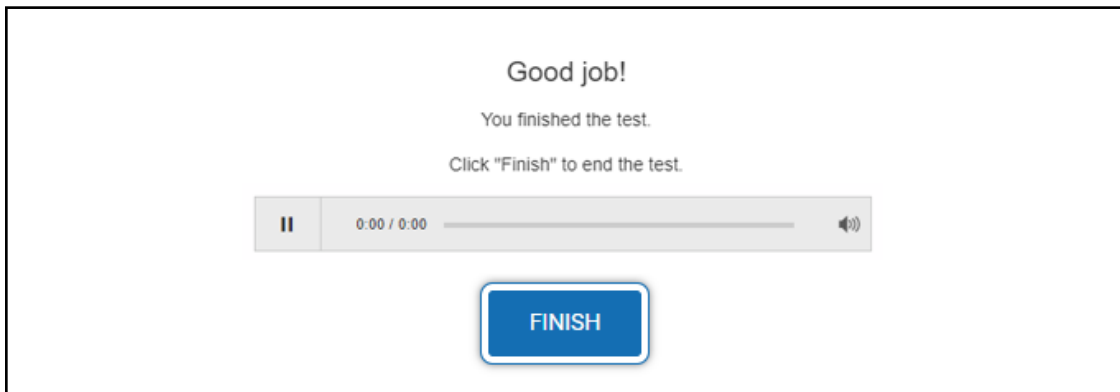 Good job!
You finished the test.
Click "Finish" to end the test.
0:00 / 0:00
FINISH